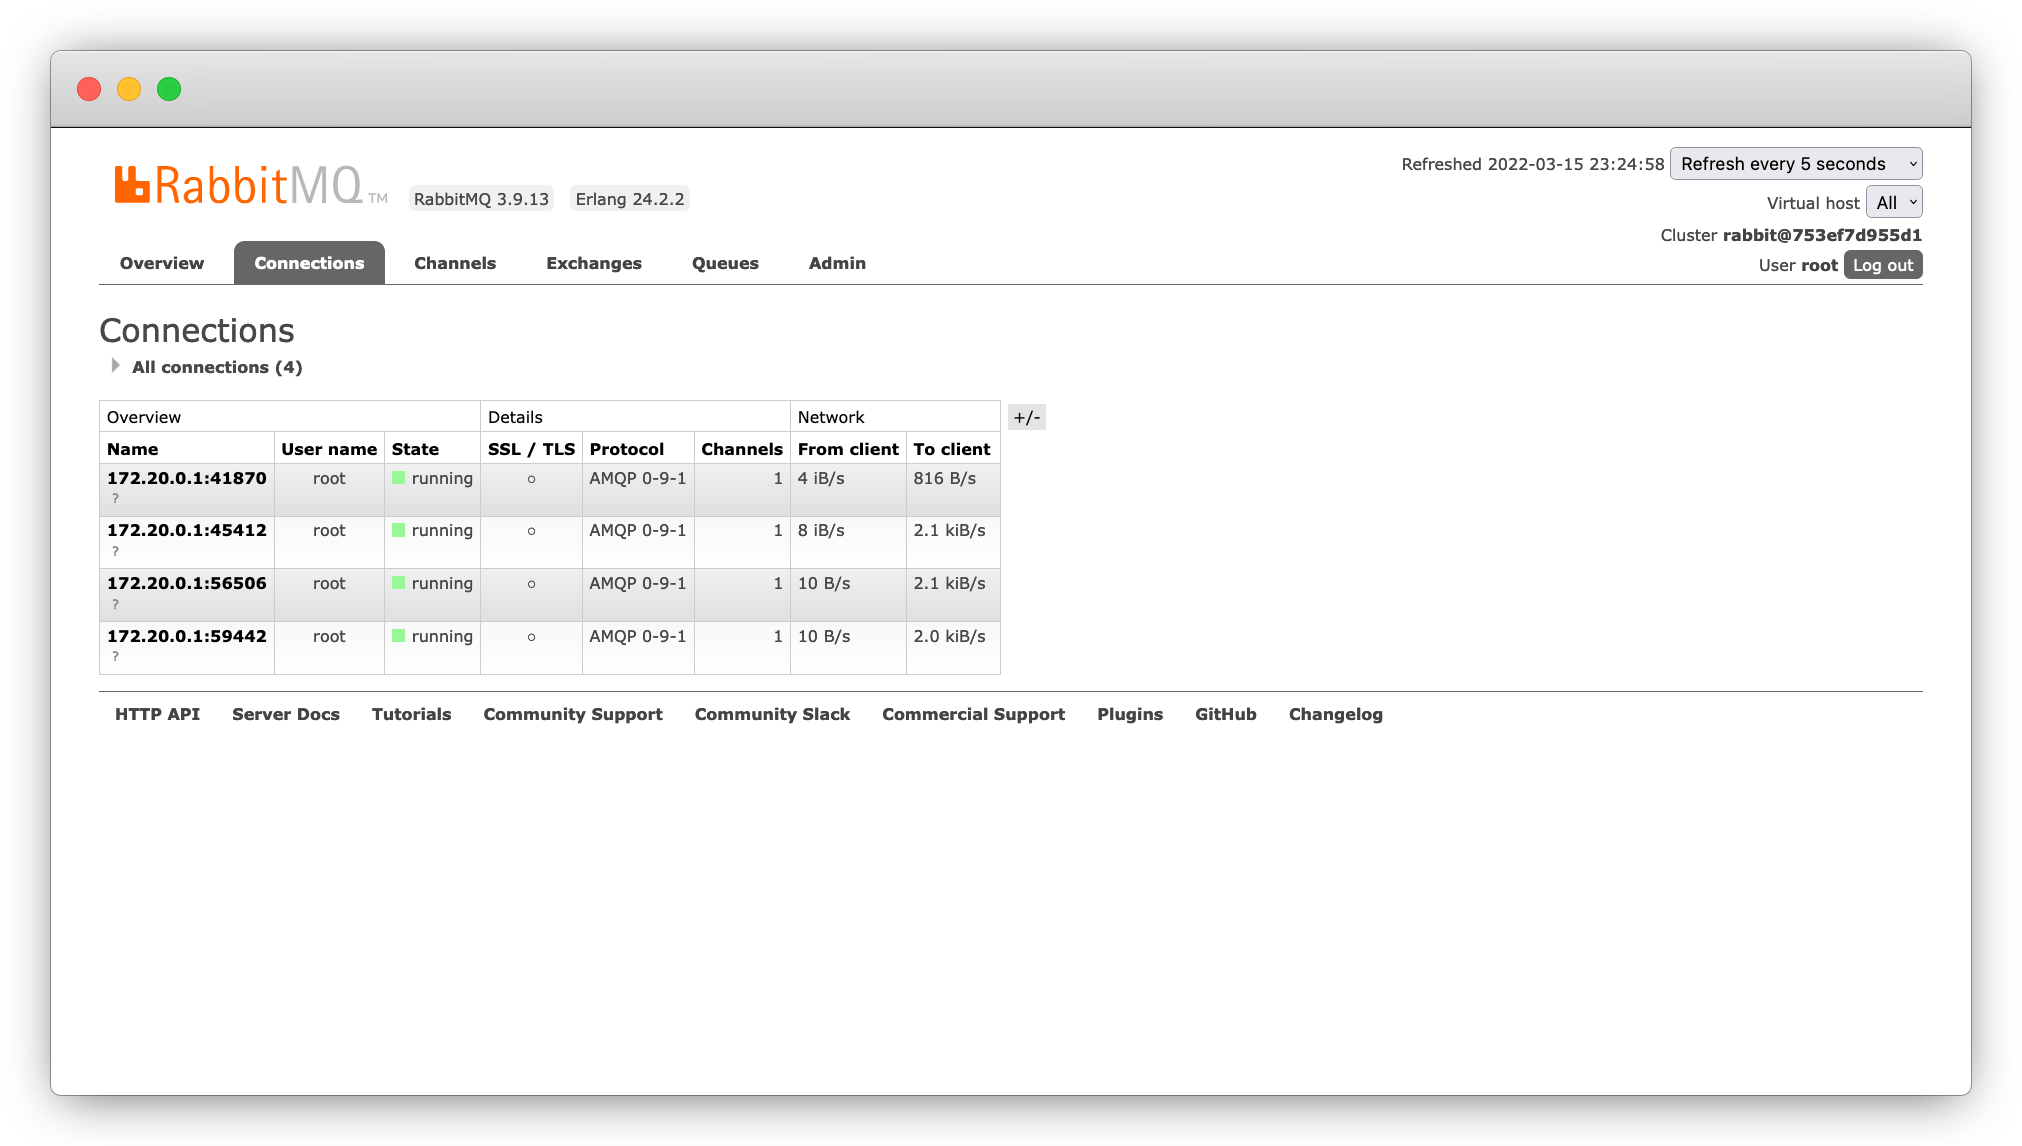 RabbitMQ TM RabbitMQ 3.9.13 Erlang 24.2.2
Refreshed 2022-03-15 23:24:58 Refresh every 5 seconds
Virtual host All
Cluster rabbit@753ef7d955d1
User root Log out
Overview Connections Channels Exchanges Queues Admin
Connections
All connections (4)
Overview Details Network +/-
Name User name State SSL / TLS Protocol Channels From client To client
172.20.0.1:41870 root running ○ AMQP 0-9-1 1 4 iB/s 816 B/s
?
172.20.0.1:45412 root running ○ AMQP 0-9-1 1 8 iB/s 2.1 kiB/s
?
172.20.0.1:56506 root running ○ AMQP 0-9-1 1 10 B/s 2.1 kiB/s
?
172.20.0.1:59442 root running ○ AMQP 0-9-1 1 10 B/s 2.0 kiB/s
?
HTTP API Server Docs Tutorials Community Support Community Slack Commercial Support Plugins GitHub Changelog